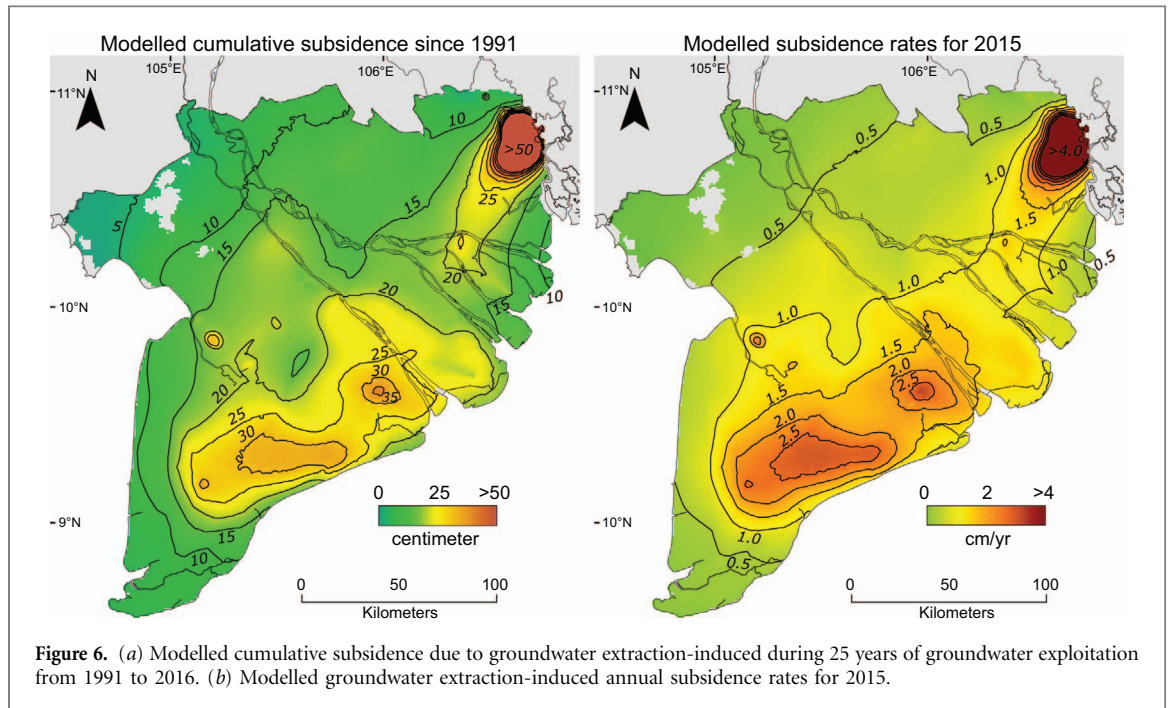 Modelled cumulative subsidence since 1991
105°E
106°E
N
11°N
10
>50
5
10
15
25
15
20
10°N
15
10
20
20
25
30
35
25
30
9°N
15
10
0 25 >50
centimeter
0 50 100
Kilometers
Modelled subsidence rates for 2015
105°E
106°E
N
11°N
0.5
0.5
>4.0
1.0
0.5
1.5
1.0
0.5
10°N
1.0
1.0
1.5
2.0
2.5
1.5
2.0
2.5
10°N
1.0
0.5
0 2 >4
cm/yr
0 50 100
Kilometers
Figure 6. (a) Modelled cumulative subsidence due to groundwater extraction-induced during 25 years of groundwater exploitation
from 1991 to 2016. (b) Modelled groundwater extraction-induced annual subsidence rates for 2015.